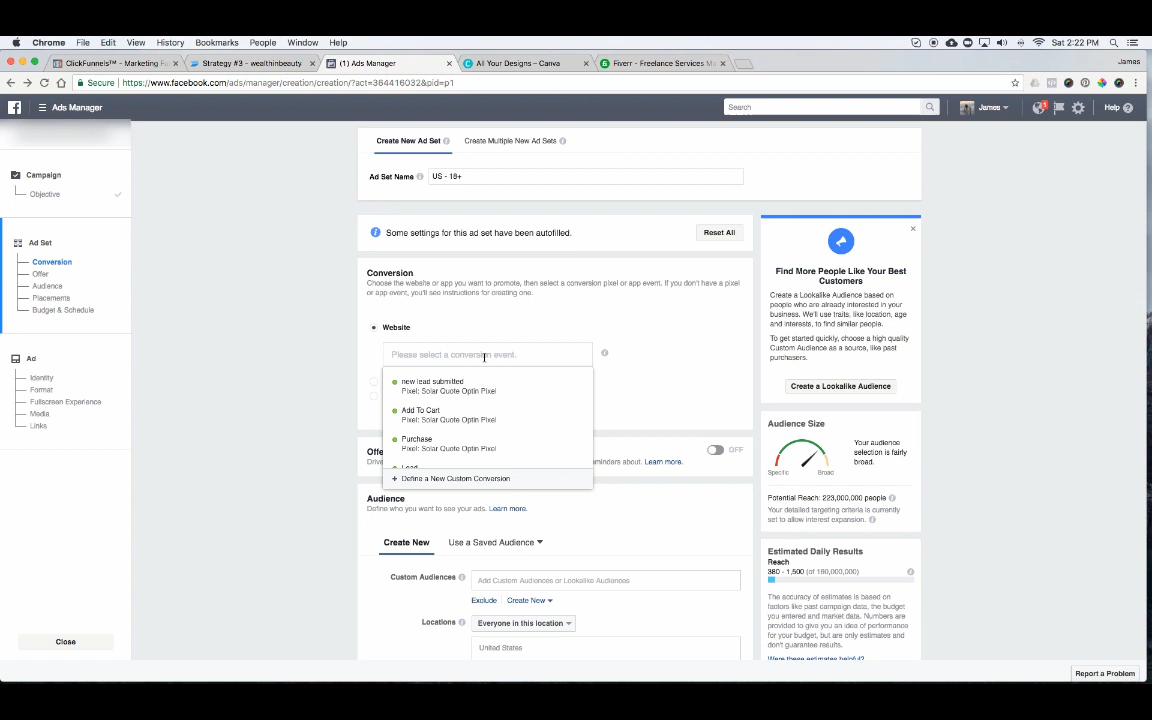 Chrome File Edit View History Bookmarks People Window Help
Sat 2:22 PM
ClickFunnels™ - Marketing Fu
Strategy #3 - wealthinbeauty
(1) Ads Manager
All Your Designs – Canva
Fiverr - Freelance Services Ma
James
Secure
https://www.facebook.com/ads/manager/creation/creation/?act=364416032&pid=p1
Ads Manager
Search
James
1
Help
Campaign
Objective
Ad Set
Conversion
Offer
Audience
Placements
Budget & Schedule
Ad
Identity
Format
Fullscreen Experience
Media
Links
Close
Create New Ad Set
Create Multiple New Ad Sets
Ad Set Name
US - 18+
Some settings for this ad set have been autofilled.
Reset All
Conversion
Choose the website or app you want to promote, then select a conversion pixel or app event. If you don't have a pixel
or app event, you'll see instructions for creating one.
Website
Please select a conversion event.
new lead submitted
Pixel: Solar Quote Optin Pixel
Add To Cart
Pixel: Solar Quote Optin Pixel
Purchase
Pixel: Solar Quote Optin Pixel
Lead
+ Define a New Custom Conversion
Offe
Drive
minders about. Learn more.
OFF
Audience
Define who you want to see your ads. Learn more.
Create New
Use a Saved Audience
Custom Audiences
Add Custom Audiences or Lookalike Audiences
Exclude
Create New
Locations
Everyone in this location
United States
Find More People Like Your Best
Customers
Create a Lookalike Audience based on
people who are already interested in your
business. We'll use traits, like location, age
and interests, to find similar people.
To get started quickly, choose a high quality
Custom Audience as a source, like past
purchasers.
Create a Lookalike Audience
Audience Size
Specific
Broad
Your audience
selection is fairly
broad.
Potential Reach: 223,000,000 people
Your detailed targeting criteria is currently
set to allow interest expansion.
Estimated Daily Results
Reach
380 - 1,500 (of 160,000,000)
The accuracy of estimates is based on
factors like past campaign data, the budget
you entered and market data. Numbers are
provided to give you an idea of performance
for your budget, but are only estimates and
don't guarantee results.
Were these estimates helpful?
Report a Problem